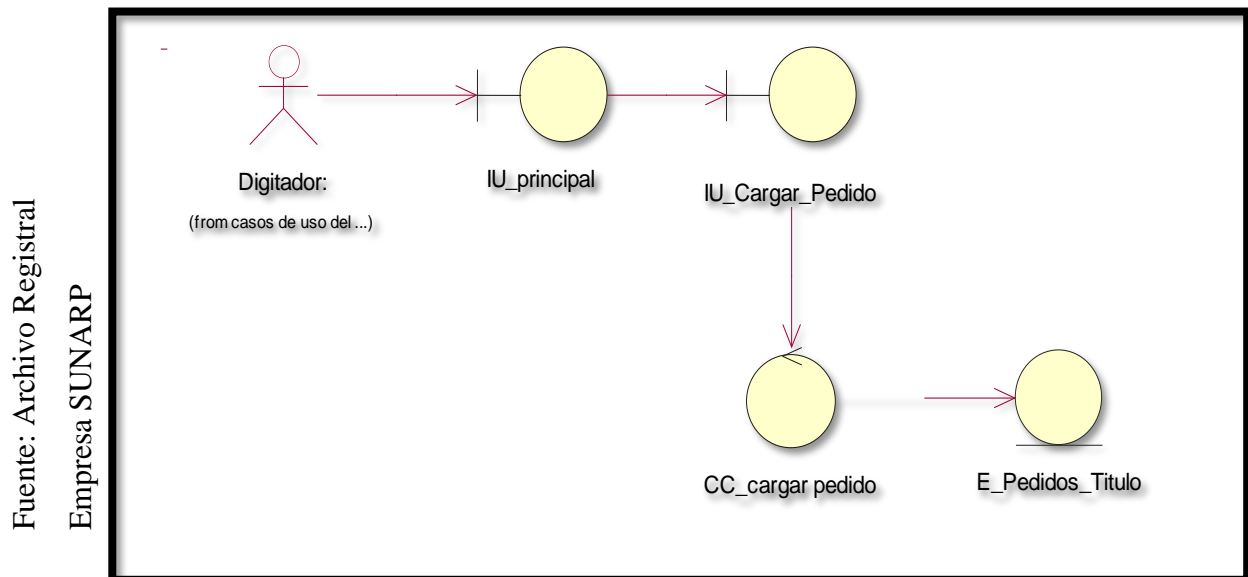 Fuente: Archivo Registral
Empresa SUNARP
Digitador:
(from casos de uso del ...)
IU_principal
IU_Cargar_Pedido
CC_cargar pedido
E_Pedidos_Titulo